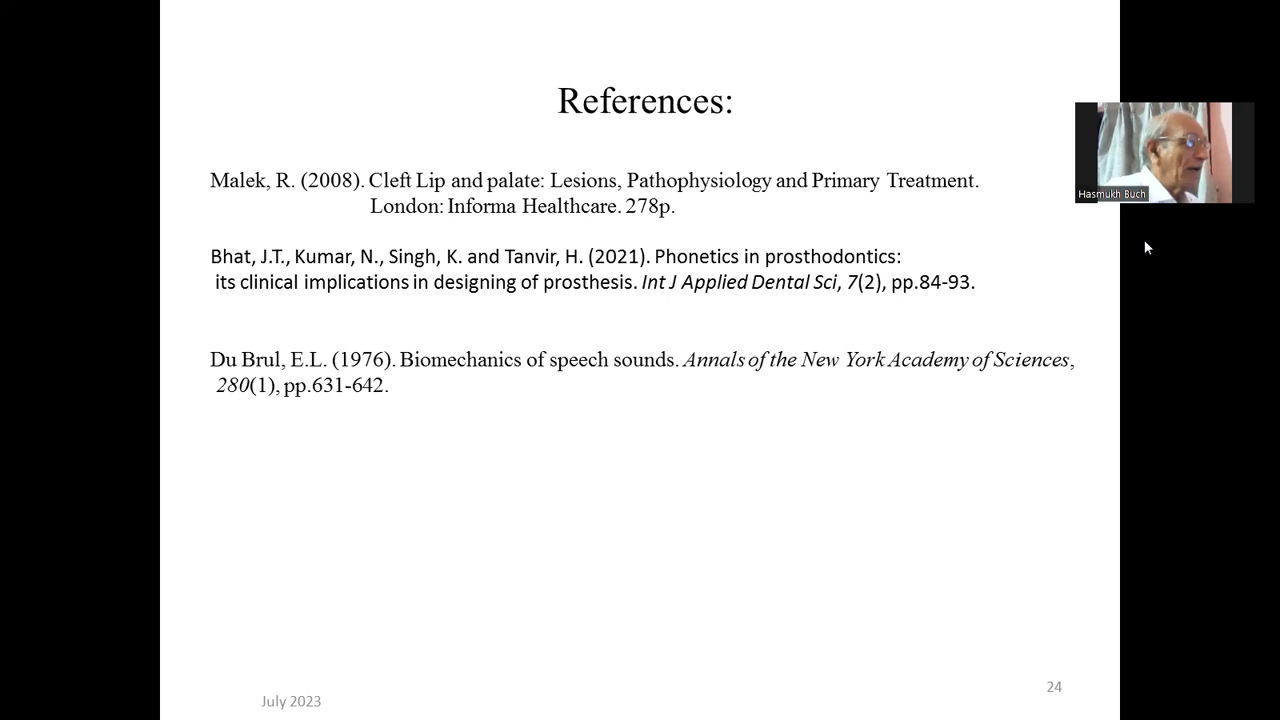 References:
Malek, R. (2008). Cleft Lip and palate: Lesions, Pathophysiology and Primary Treatment.
London: Informa Healthcare. 278p.
Bhat, J.T., Kumar, N., Singh, K. and Tanvir, H. (2021). Phonetics in prosthodontics:
its clinical implications in designing of prosthesis. Int J Applied Dental Sci, 7(2), pp.84-93.
Du Brul, E.L. (1976). Biomechanics of speech sounds. Annals of the New York Academy of Sciences,
280(1), pp.631-642.
Hasmukh Buch
July 2023
24